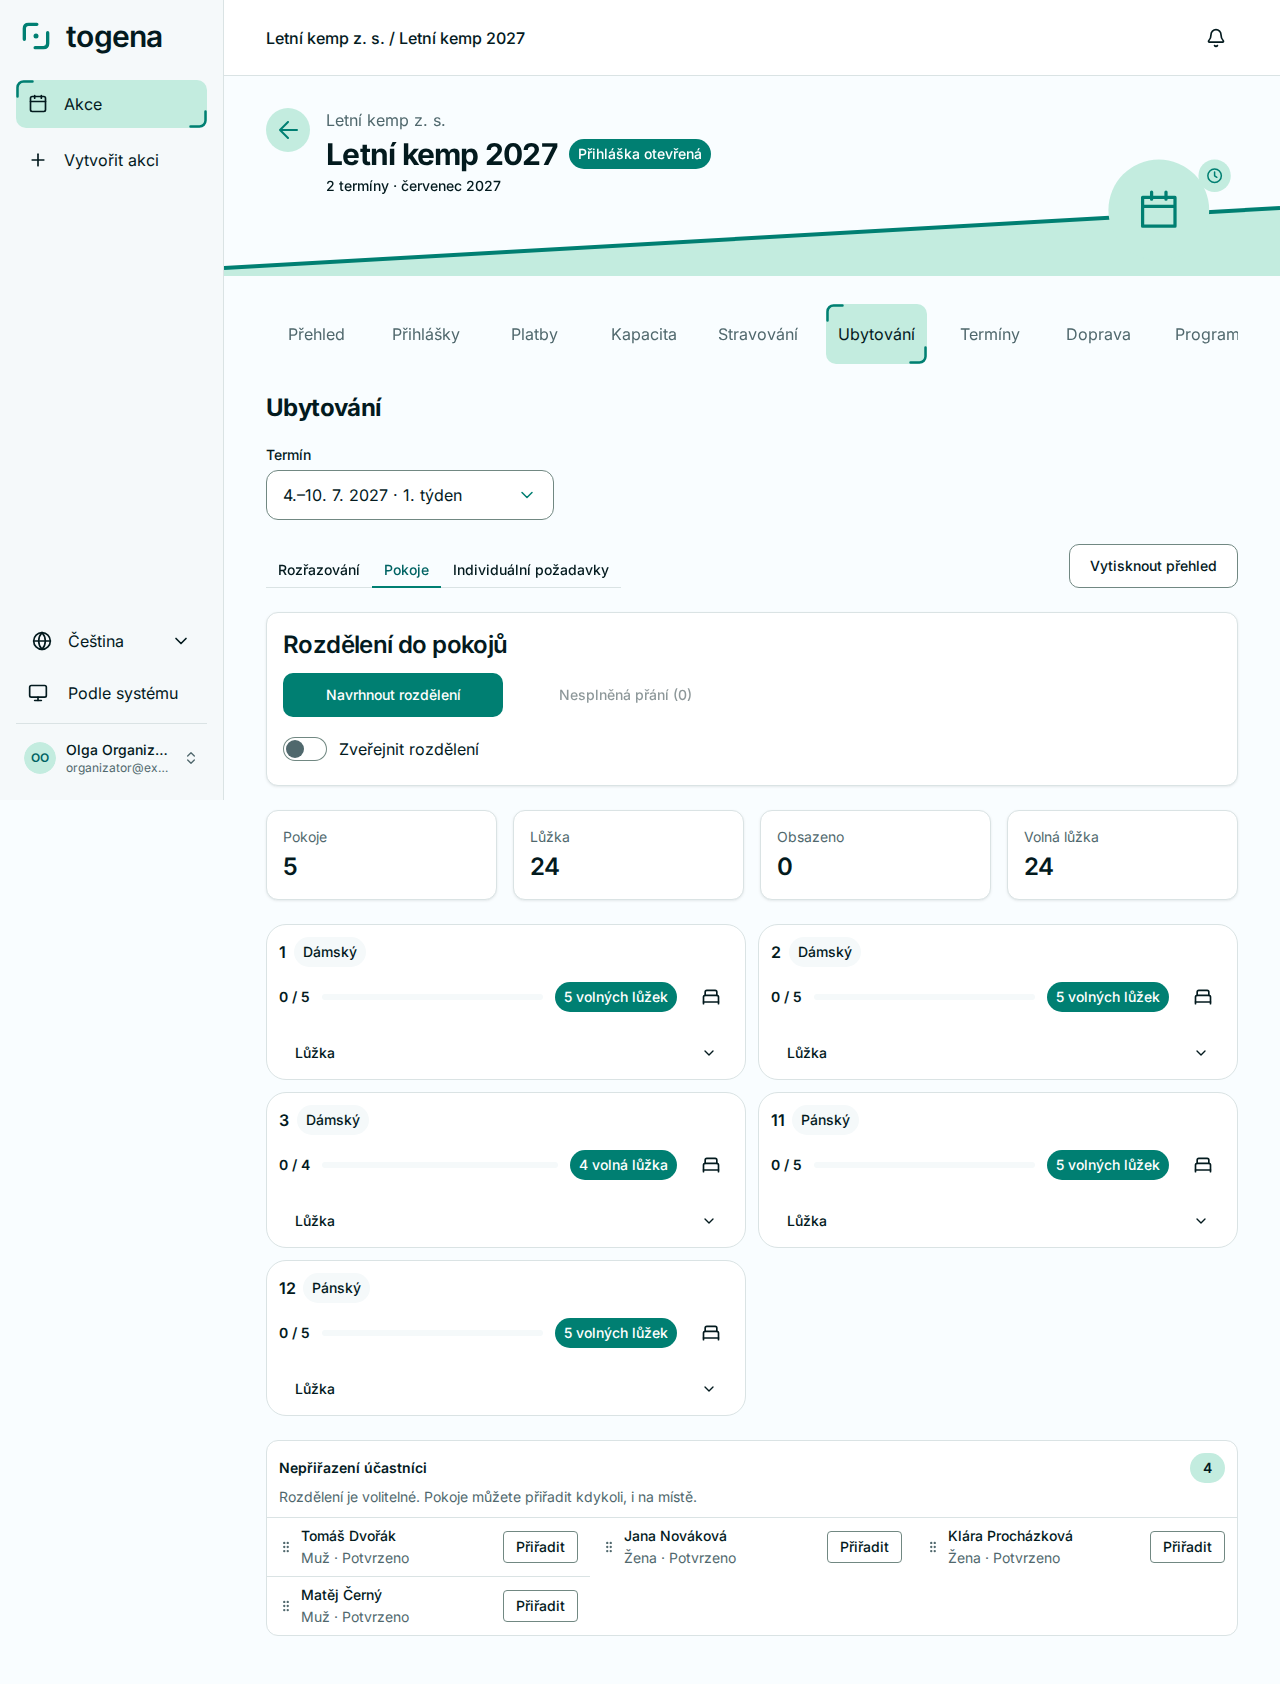 togena
Akce
Vytvořit akci
Čeština
Podle systému
OO
Olga Organiz...
organizator@ex...
Letní kemp z. s. / Letní kemp 2027
Letní kemp z. s.
Letní kemp 2027 Přihláška otevřená
2 termíny · červenec 2027
Přehled Přihlášky Platby Kapacita Stravování Ubytování Termíny Doprava Program
Ubytování
Termín
4.–10. 7. 2027 · 1. týden
Rozřazování Pokoje Individuální požadavky Vytisknout přehled
Rozdělení do pokojů
Navrhnout rozdělení Nesplněná přání (0)
Zveřejnit rozdělení
Pokoje
5
Lůžka
24
Obsazeno
0
Volná lůžka
24
1 Dámský
0 / 5 5 volných lůžek
Lůžka
2 Dámský
0 / 5 5 volných lůžek
Lůžka
3 Dámský
0 / 4 4 volná lůžka
Lůžka
11 Pánský
0 / 5 5 volných lůžek
Lůžka
12 Pánský
0 / 5 5 volných lůžek
Lůžka
Nepřiřazení účastníci 4
Rozdělení je volitelné. Pokoje můžete přiřadit kdykoli, i na místě.
Tomáš Dvořák
Muž · Potvrzeno
Přiřadit
Jana Nováková
Žena · Potvrzeno
Přiřadit
Klára Procházková
Žena · Potvrzeno
Přiřadit
Matěj Černý
Muž · Potvrzeno
Přiřadit